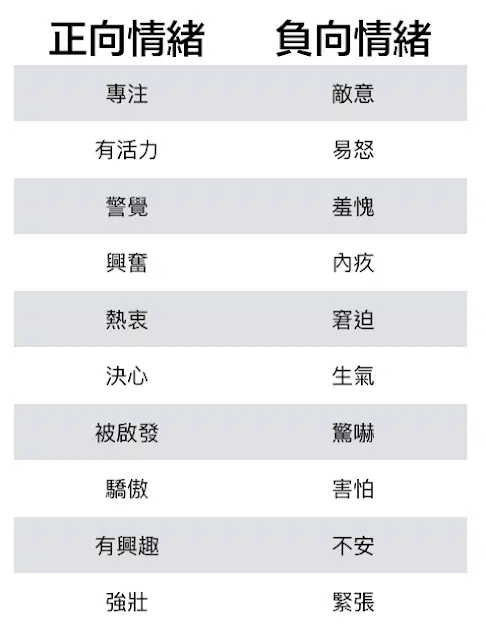 正向情緒 負向情緒
專注 敵意
有活力 易怒
警覺 羞愧
興奮 內疚
熱衷 窘迫
決心 生氣
被啟發 驚嚇
驕傲 害怕
有興趣 不安
強壯 緊張